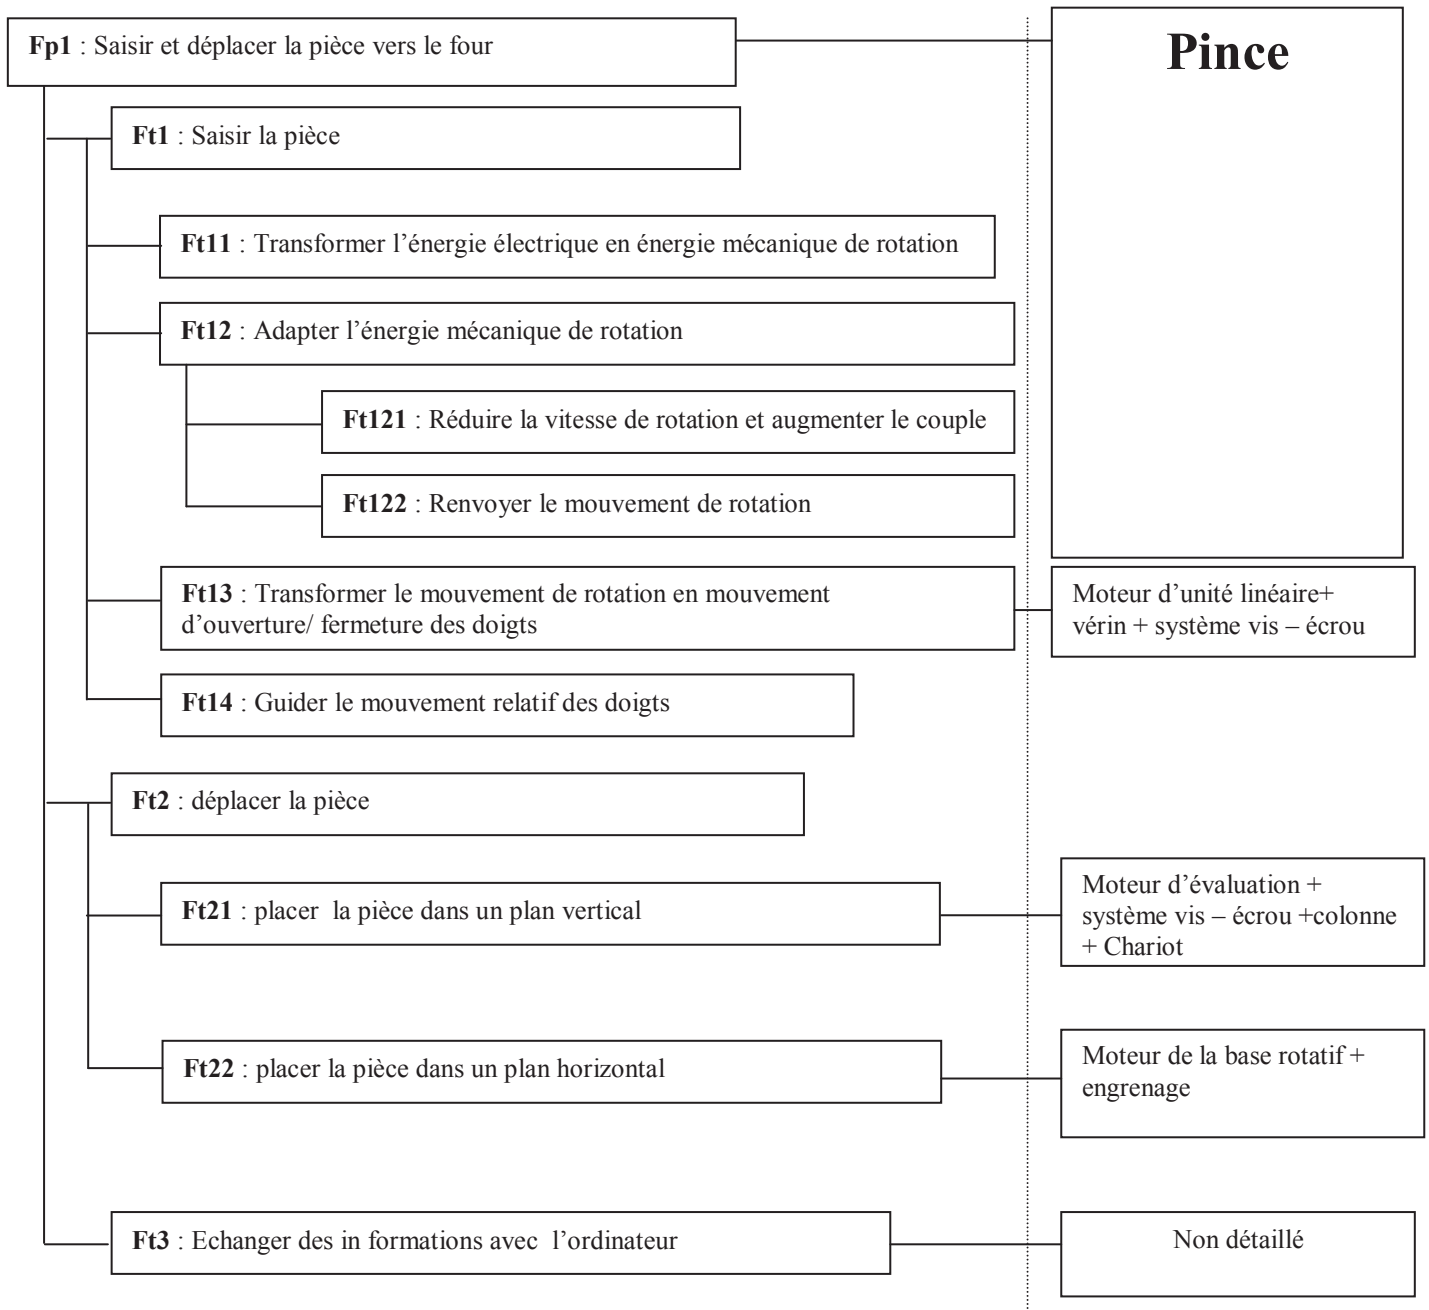 Fp1 : Saisir et déplacer la pièce vers le four
Pince
Ft1 : Saisir la pièce
Ft11 : Transformer l’énergie électrique en énergie mécanique de rotation
Ft12 : Adapter l’énergie mécanique de rotation
Ft121 : Réduire la vitesse de rotation et augmenter le couple
Ft122 : Renvoyer le mouvement de rotation
Ft13 : Transformer le mouvement de rotation en mouvement
d’ouverture/ fermeture des doigts
Moteur d’unité linéaire+
vérin + système vis – écrou
Ft14 : Guider le mouvement relatif des doigts
Ft2 : déplacer la pièce
Ft21 : placer la pièce dans un plan vertical
Moteur d’évaluation +
système vis – écrou +colonne
+ Chariot
Ft22 : placer la pièce dans un plan horizontal
Moteur de la base rotatif +
engrenage
Ft3 : Echanger des in formations avec l’ordinateur
Non détaillé